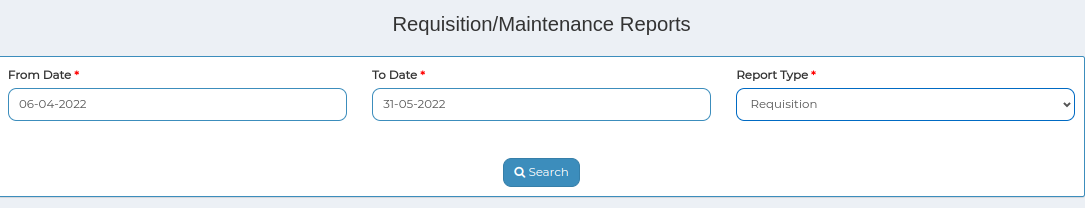 Requisition/Maintenance Reports
From Date * To Date * Report Type *
06-04-2022 31-05-2022 Requisition
Search